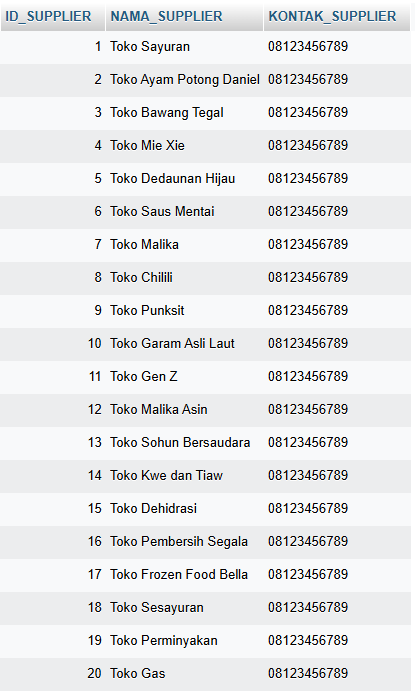 ID_SUPPLIER NAMA_SUPPLIER KONTAK_SUPPLIER
1 Toko Sayuran 08123456789
2 Toko Ayam Potong Daniel 08123456789
3 Toko Bawang Tegal 08123456789
4 Toko Mie Xie 08123456789
5 Toko Dedaunan Hijau 08123456789
6 Toko Saus Mentai 08123456789
7 Toko Malika 08123456789
8 Toko Chilili 08123456789
9 Toko Punksit 08123456789
10 Toko Garam Asli Laut 08123456789
11 Toko Gen Z 08123456789
12 Toko Malika Asin 08123456789
13 Toko Sohun Bersaudara 08123456789
14 Toko Kwe dan Tiaw 08123456789
15 Toko Dehidrasi 08123456789
16 Toko Pembersih Segala 08123456789
17 Toko Frozen Food Bella 08123456789
18 Toko Sesayuran 08123456789
19 Toko Perminyakan 08123456789
20 Toko Gas 08123456789